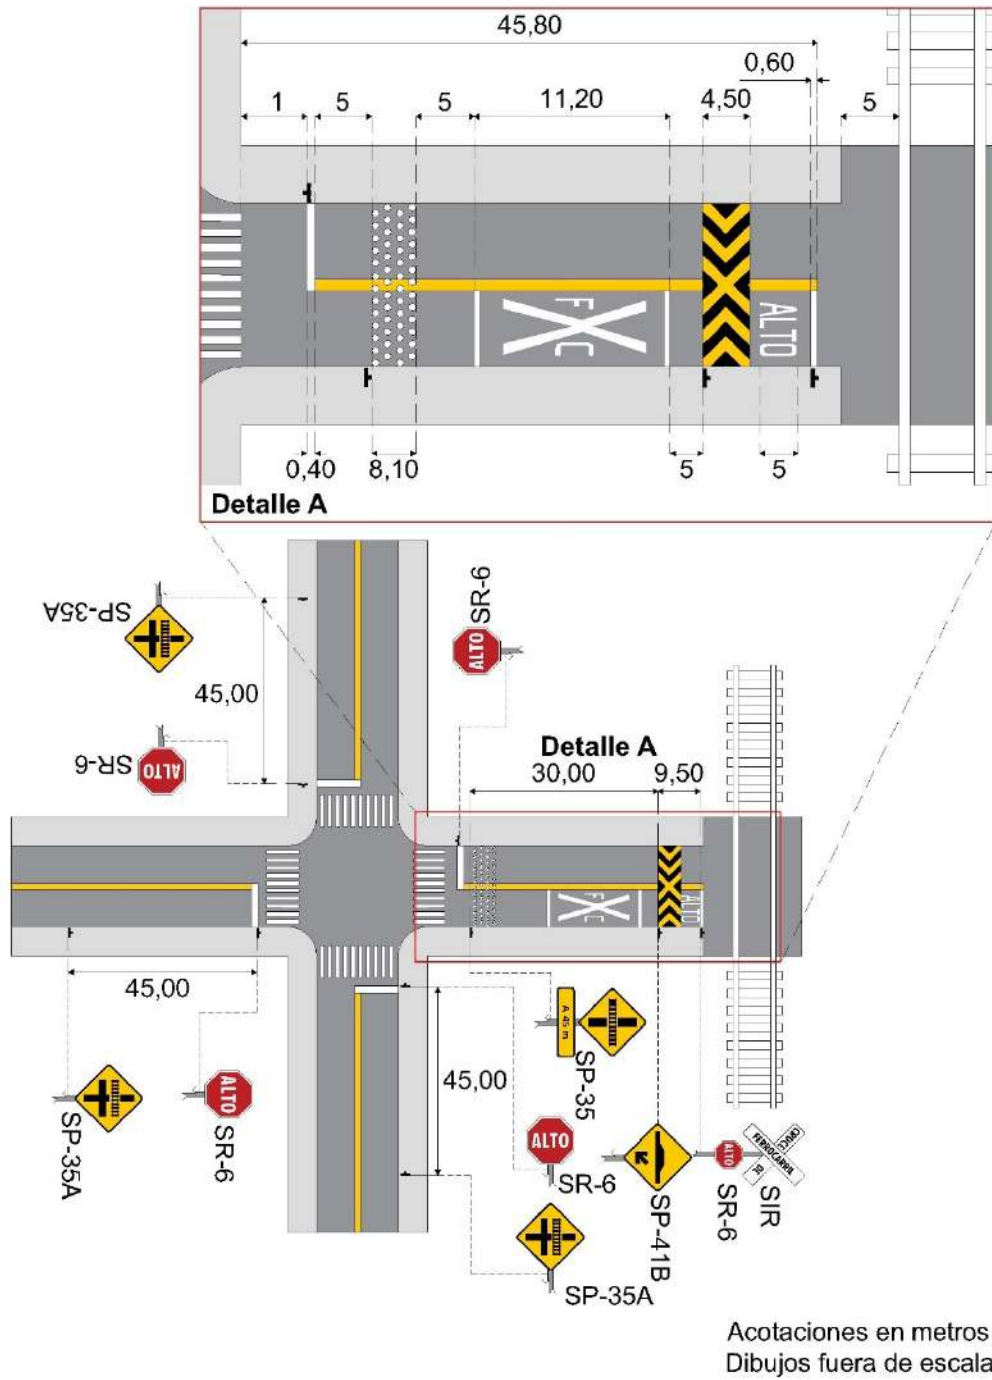 45,80
0,60
1
5
5
11,20
4,50
5
F X C
ALTO
0,40
8,10
5
5
Detalle A
SP-35A
SR-6
ALTO
45,00
Detalle A
SR-6
ALTO
30,00
9,50
F X C
ALTO
45,00
A 45 m
SP-35
45,00
ALTO
SR-6
SP-35A
ALTO
SR-6
SP-41B
ALTO
SR-6
CRUCE
FERROCARRIL
SIR
SP-35A
Acotaciones en metros
Dibujos fuera de escala